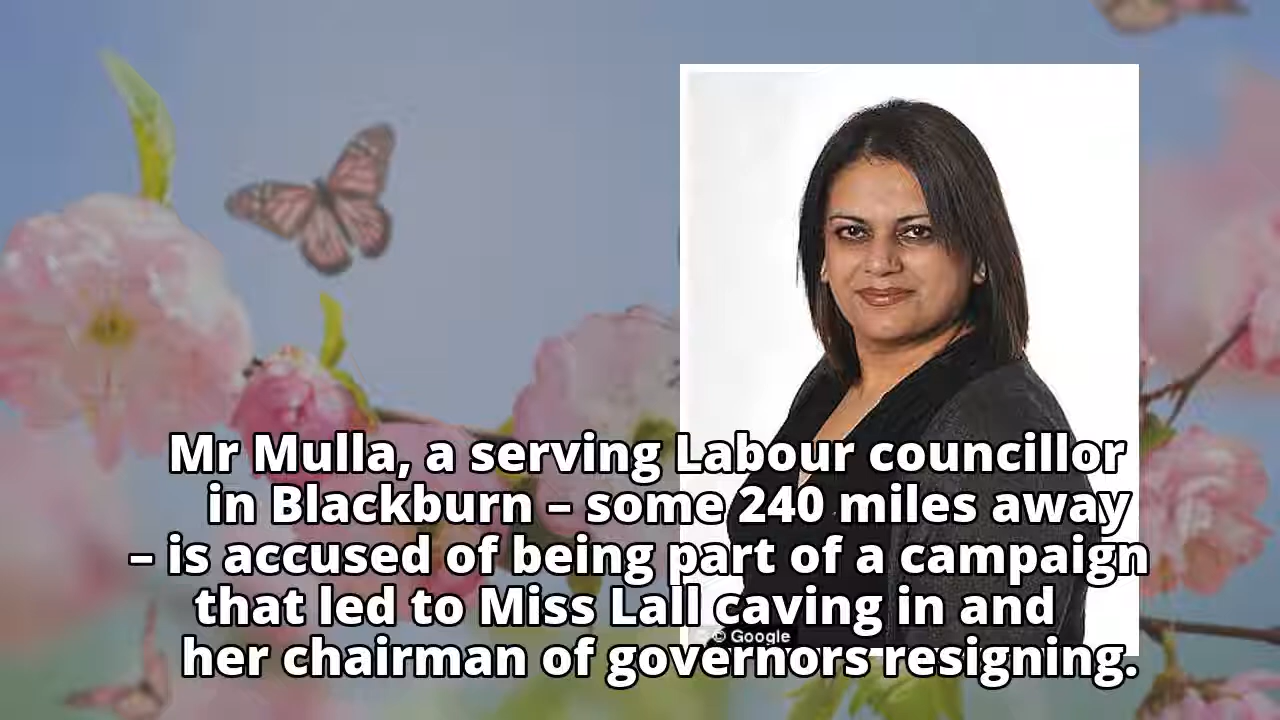 Mr Mulla, a serving Labour councillor
in Blackburn – some 240 miles away
– is accused of being part of a campaign
that led to Miss Lall caving in and
© Google
her chairman of governors resigning.